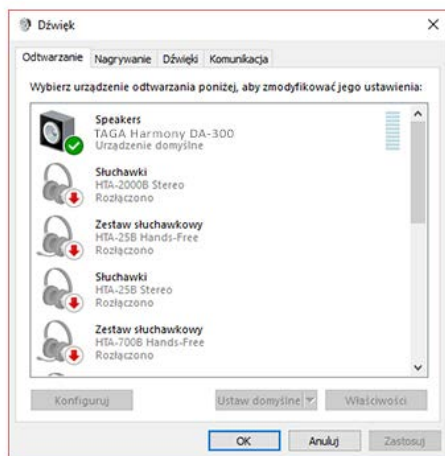 Dźwięk
Odtwarzanie Nagrywanie Dźwięki Komunikacja
Wybierz urządzenie odtwarzania poniżej, aby zmodyfikować jego ustawienia:
Speakers
TAGA Harmony DA-300
Urządzenie domyślne
Słuchawki
HTA-2000B Stereo
Rozłączono
Zestaw słuchawkowy
HTA-25B Hands-Free
Rozłączono
Słuchawki
HTA-25B Stereo
Rozłączono
Zestaw słuchawkowy
HTA-700B Hands-Free
Rozłączono
Konfiguruj Ustaw domyślne Właściwości
OK Anuluj Zastosuj